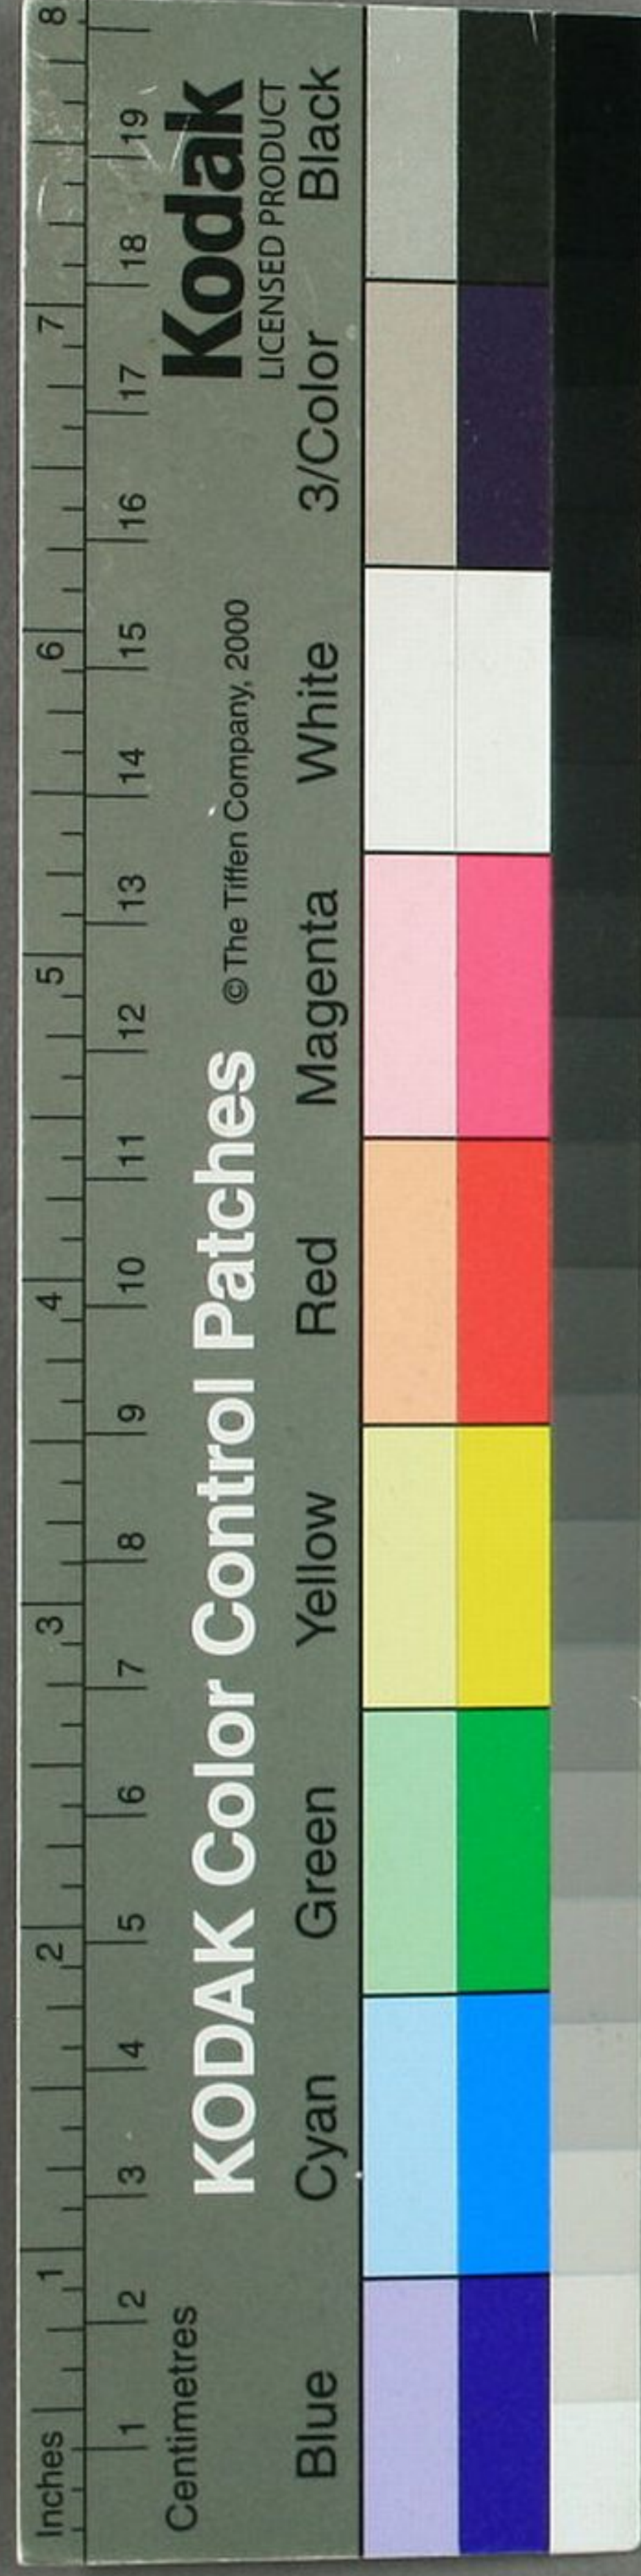 Inches 1 2 3 4 5 6 7 8
1 2 3 4 5 6 7 8 9 10 11 12 13 14 15 16 17 18 19
Centimetres
KODAK Color Control Patches © The Tiffen Company, 2000 Kodak
LICENSED PRODUCT
Blue Cyan Green Yellow Red Magenta White 3/Color Black